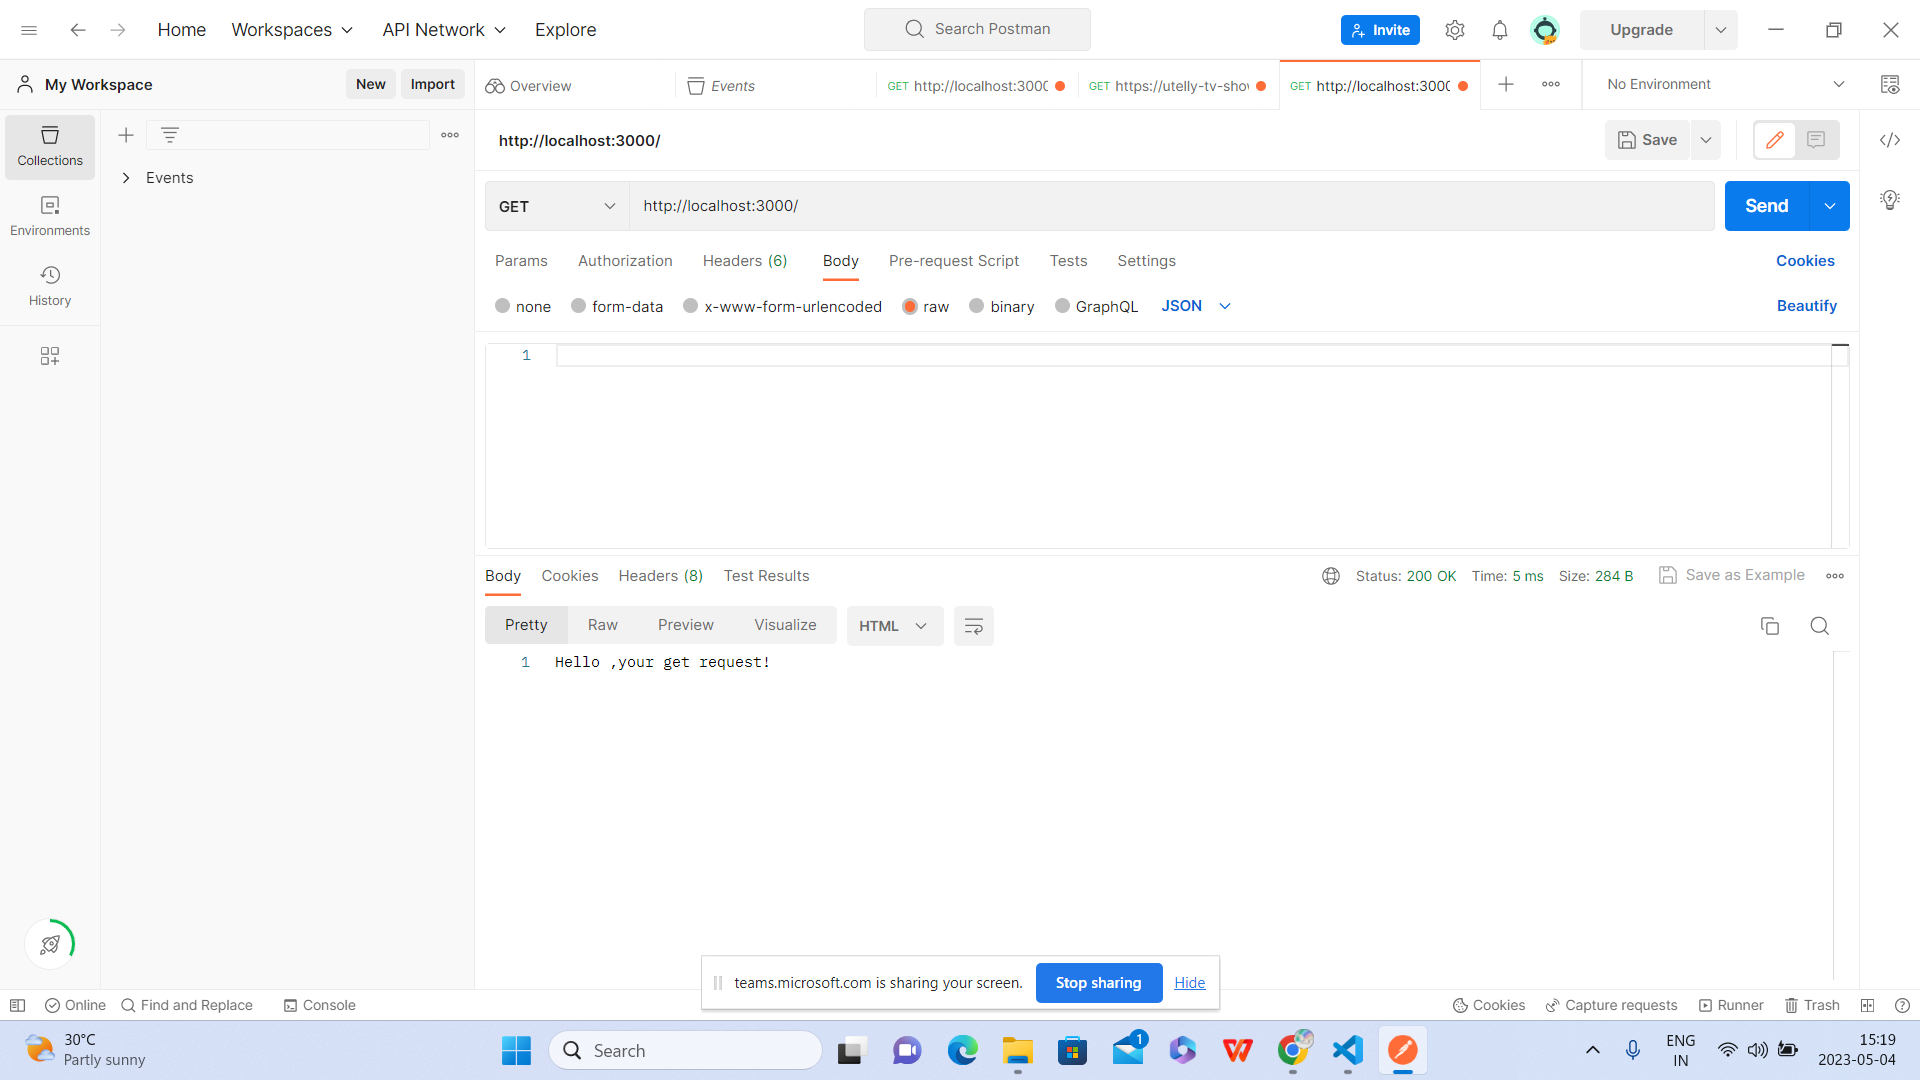 Home
Workspaces
API Network
Explore
Search Postman
Invite
Upgrade
My Workspace
New
Import
Overview
Events
GET http://localhost:3000
GET https://utelly-tv-shov
GET http://localhost:3000
No Environment
Collections
Environments
History
Events
http://localhost:3000/
Save
GET
http://localhost:3000/
Send
Params
Authorization
Headers (6)
Body
Pre-request Script
Tests
Settings
Cookies
none
form-data
x-www-form-urlencoded
raw
binary
GraphQL
JSON
Beautify
1
Body
Cookies
Headers (8)
Test Results
Status: 200 OK
Time: 5 ms
Size: 284 B
Save as Example
Pretty
Raw
Preview
Visualize
HTML
1 Hello ,your get request!
teams.microsoft.com is sharing your screen.
Stop sharing
Hide
Online
Find and Replace
Console
Cookies
Capture requests
Runner
Trash
30°C
Partly sunny
Search
1
ENG
IN
15:19
2023-05-04